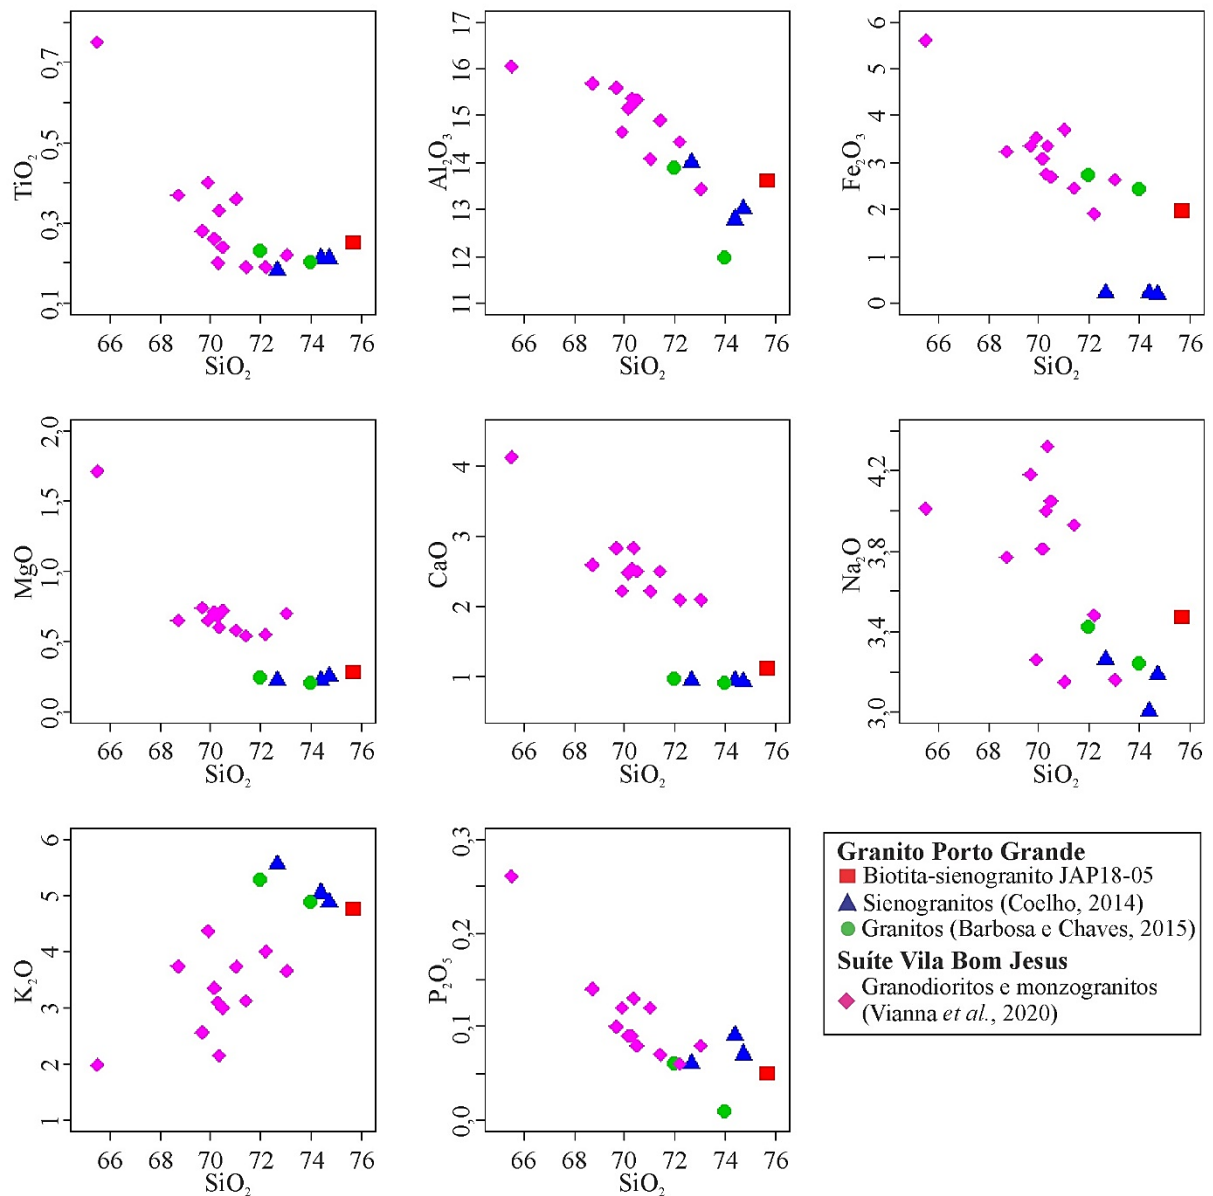 TiO₂
0,7
0,5
0,3
0,1
66 68 70 72 74 76
SiO₂
Al₂O₃
17
16
15
14
13
12
11
66 68 70 72 74 76
SiO₂
Fe₂O₃
6
5
4
3
2
1
0
66 68 70 72 74 76
SiO₂
MgO
2,0
1,5
1,0
0,5
0,0
66 68 70 72 74 76
SiO₂
CaO
4
3
2
1
66 68 70 72 74 76
SiO₂
Na₂O
4,2
3,8
3,4
3,0
66 68 70 72 74 76
SiO₂
K₂O
6
5
4
3
2
1
66 68 70 72 74 76
SiO₂
P₂O₅
0,3
0,2
0,1
0,0
66 68 70 72 74 76
SiO₂
Granito Porto Grande
Biotita-sienogranito JAP18-05
Sienogranitos (Coelho, 2014)
Granitos (Barbosa e Chaves, 2015)
Suíte Vila Bom Jesus
Granodioritos e monzogranitos
(Vianna et al., 2020)